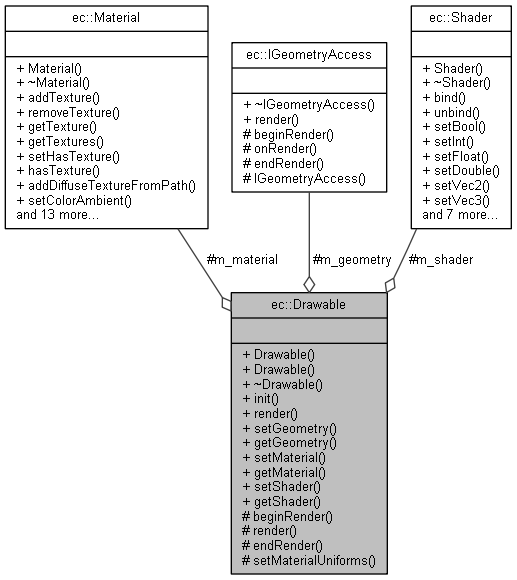 ec::Material
+ Material()
+ ~Material()
+ addTexture()
+ removeTexture()
+ getTexture()
+ getTextures()
+ setHasTexture()
+ hasTexture()
+ addDiffuseTextureFromPath()
+ setColorAmbient()
and 13 more...
ec::IGeometryAccess
+ ~IGeometryAccess()
+ render()
# beginRender()
# onRender()
# endRender()
# IGeometryAccess()
ec::Shader
+ Shader()
+ ~Shader()
+ bind()
+ unbind()
+ setBool()
+ setInt()
+ setFloat()
+ setDouble()
+ setVec2()
+ setVec3()
and 7 more...
#m_material
#m_geometry
#m_shader
ec::Drawable
+ Drawable()
+ Drawable()
+ ~Drawable()
+ init()
+ render()
+ setGeometry()
+ getGeometry()
+ setMaterial()
+ getMaterial()
+ setShader()
+ getShader()
# beginRender()
# render()
# endRender()
# setMaterialUniforms()